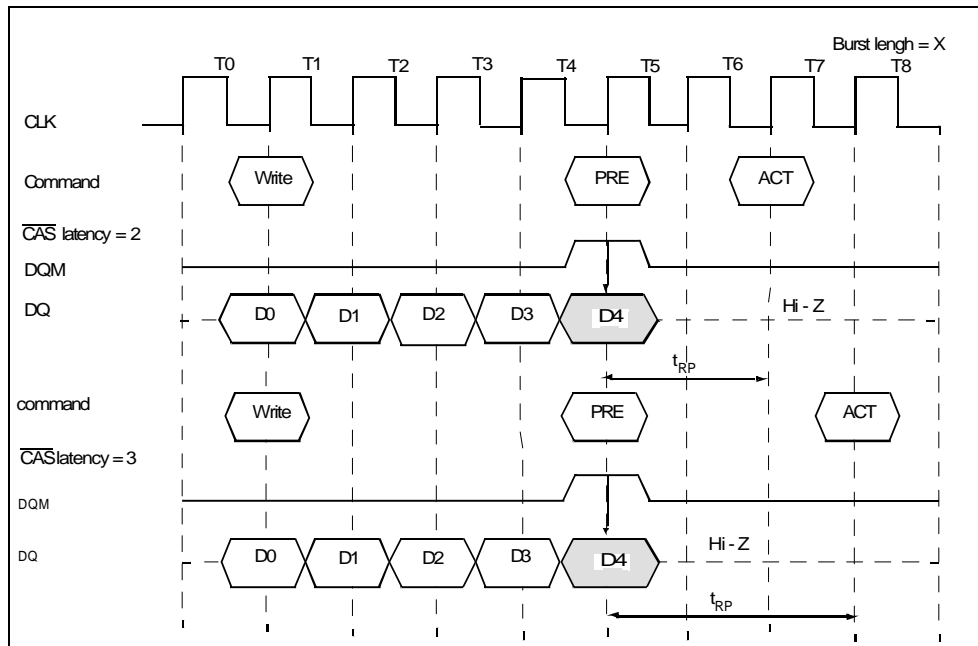 Burst lengh = X
T0 T1 T2 T3 T4 T5 T6 T7 T8
CLK
Command Write PRE ACT
CAS latency = 2
DQM
DQ D0 D1 D2 D3 D4 Hi - Z
tRP
command Write PRE ACT
CAS latency = 3
DQM
DQ D0 D1 D2 D3 D4 Hi - Z
tRP